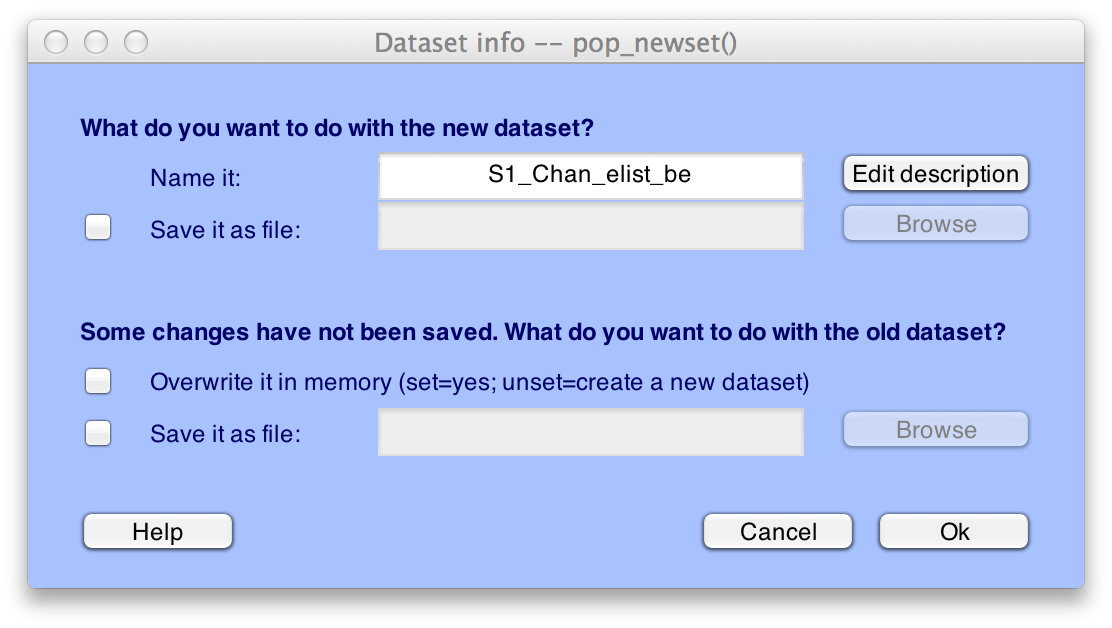 Dataset info -- pop_newset()
What do you want to do with the new dataset?
Name it: S1_Chan_elist_be Edit description
Save it as file: Browse
Some changes have not been saved. What do you want to do with the old dataset?
Overwrite it in memory (set=yes; unset=create a new dataset)
Save it as file: Browse
Help Cancel Ok